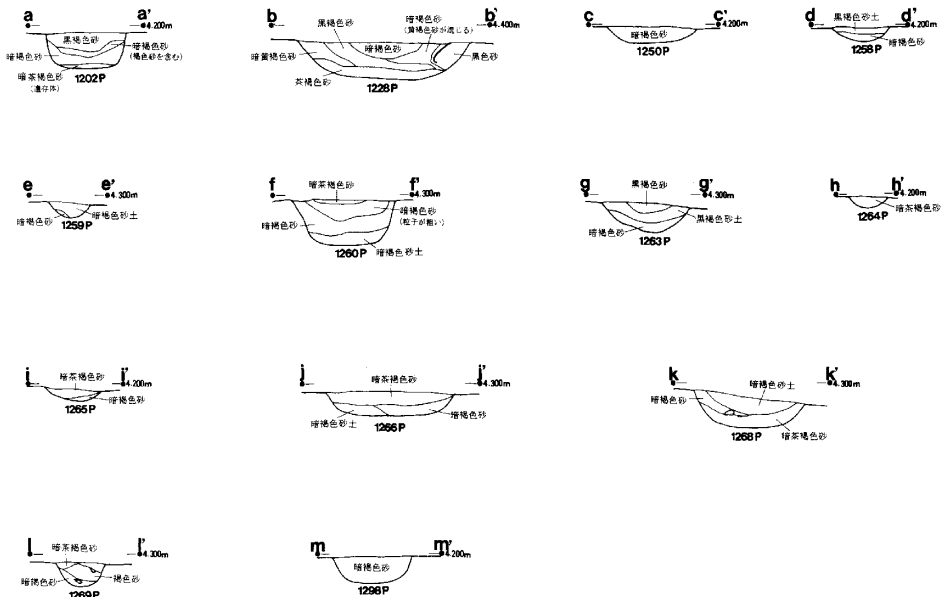 a a'
4.200m
黒褐色砂
暗褐色砂
暗褐色砂
(褐色砂を含む)
暗茶褐色砂
(遺存体)
1202P
b b'
4.400m
黒褐色砂
暗褐色砂
(黄褐色砂が混じる)
暗褐色砂
暗黄褐色砂
黒色砂
茶褐色砂
1228P
c c'
4.200m
暗褐色砂
1250P
d d'
4.200m
黒褐色砂土
暗褐色砂
1258P
e e'
4.300m
暗褐色砂
暗褐色砂土
1259P
f f'
4.300m
暗茶褐色砂
暗褐色砂
(粒子が粗い)
暗褐色砂
暗褐色砂土
1260P
g g'
4.300m
黒褐色砂
黒褐色砂土
暗褐色砂
1263P
h h'
4.200m
暗茶褐色砂
1264P
i i'
4.200m
暗茶褐色砂
暗褐色砂
1265P
j j'
4.300m
暗茶褐色砂
暗褐色砂土
暗褐色砂
1266P
k k'
4.300m
暗褐色砂土
暗褐色砂
暗茶褐色砂
1268P
l l'
4.300m
暗茶褐色砂
暗褐色砂
褐色砂
1269P
m m'
4.200m
暗褐色砂
1298P